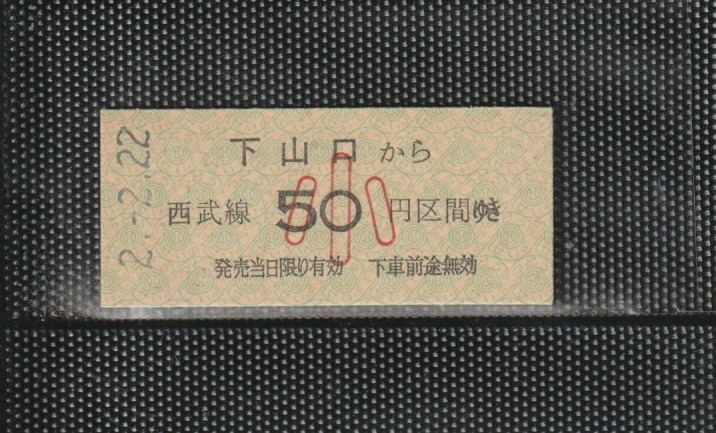 下山口から
西武線 50 円区間ゆき
小
発売当日限り有効 下車前途無効
2.-2.22